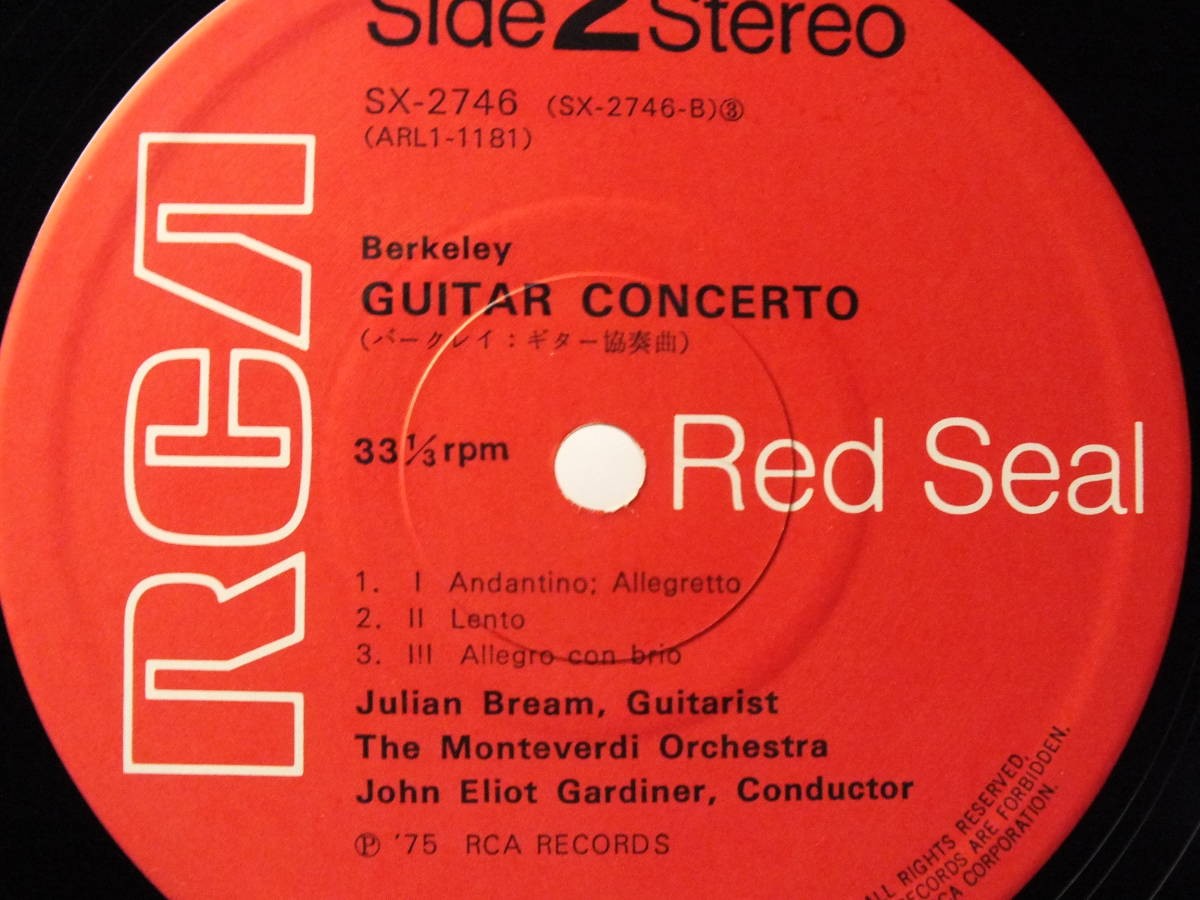 Side 2 Stereo
SX-2746 (SX-2746-B)③
(ARL1-1181)
Berkeley
GUITAR CONCERTO
(バークレイ：ギター協奏曲)
33 1/3 rpm
RCA
Red Seal
1. I Andantino; Allegretto
2. II Lento
3. III Allegro con brio
Julian Bream, Guitarist
The Monteverdi Orchestra
John Eliot Gardiner, Conductor
℗ '75 RCA RECORDS
ALL RIGHTS RESERVED.
RECORDS ARE FORBIDDEN.
CORPORATION.